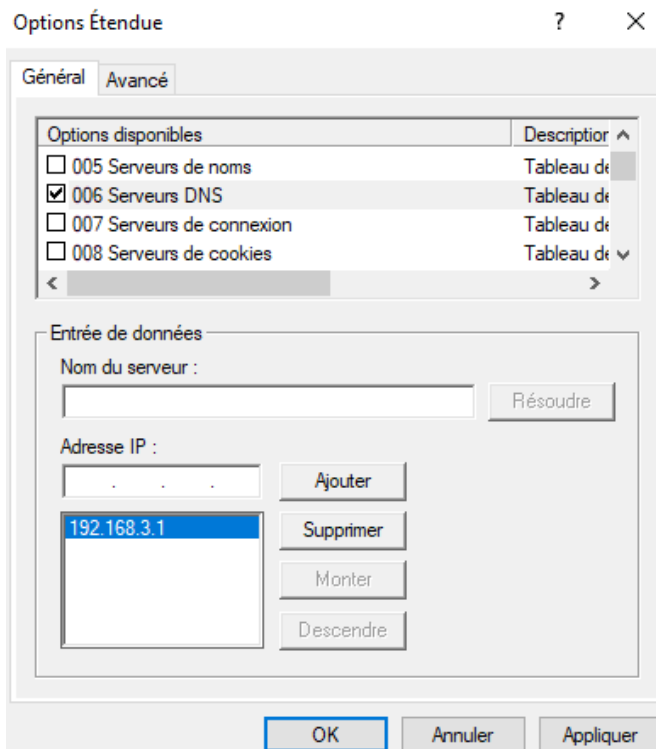 Options Étendue ?
Général Avancé
Options disponibles Description
005 Serveurs de noms Tableau de
006 Serveurs DNS Tableau de
007 Serveurs de connexion Tableau de
008 Serveurs de cookies Tableau de
Entrée de données
Nom du serveur :
Résoudre
Adresse IP :
. . . Ajouter
192.168.3.1 Supprimer
Monter
Descendre
OK Annuler Appliquer